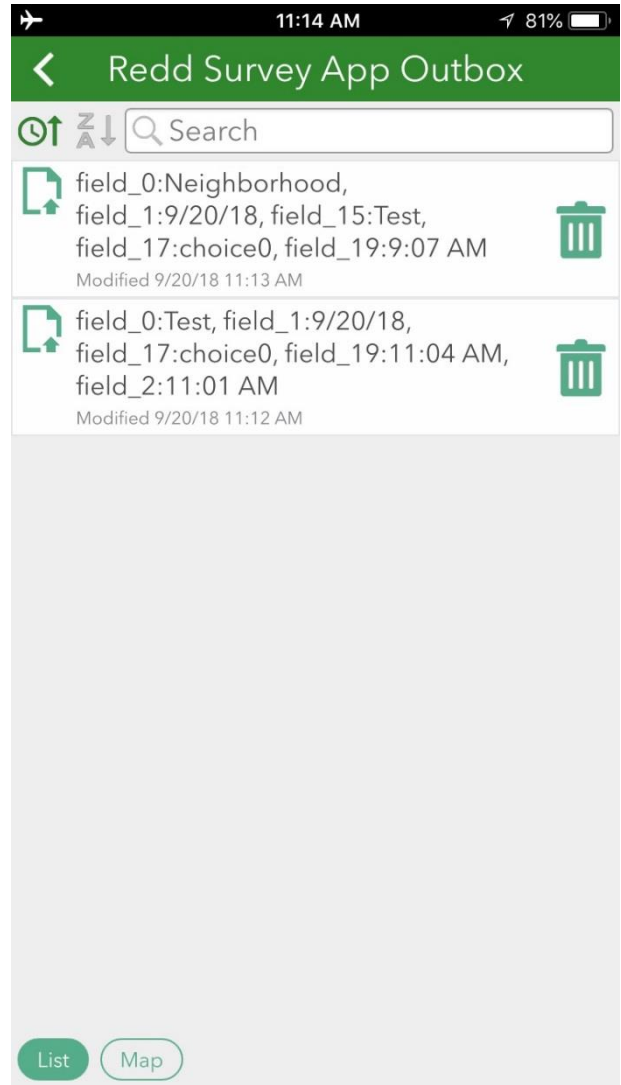 11:14 AM 81%
Redd Survey App Outbox
Z
A
Search
field_0:Neighborhood,
field_1:9/20/18, field_15:Test,
field_17:choice0, field_19:9:07 AM
Modified 9/20/18 11:13 AM
field_0:Test, field_1:9/20/18,
field_17:choice0, field_19:11:04 AM,
field_2:11:01 AM
Modified 9/20/18 11:12 AM
List Map